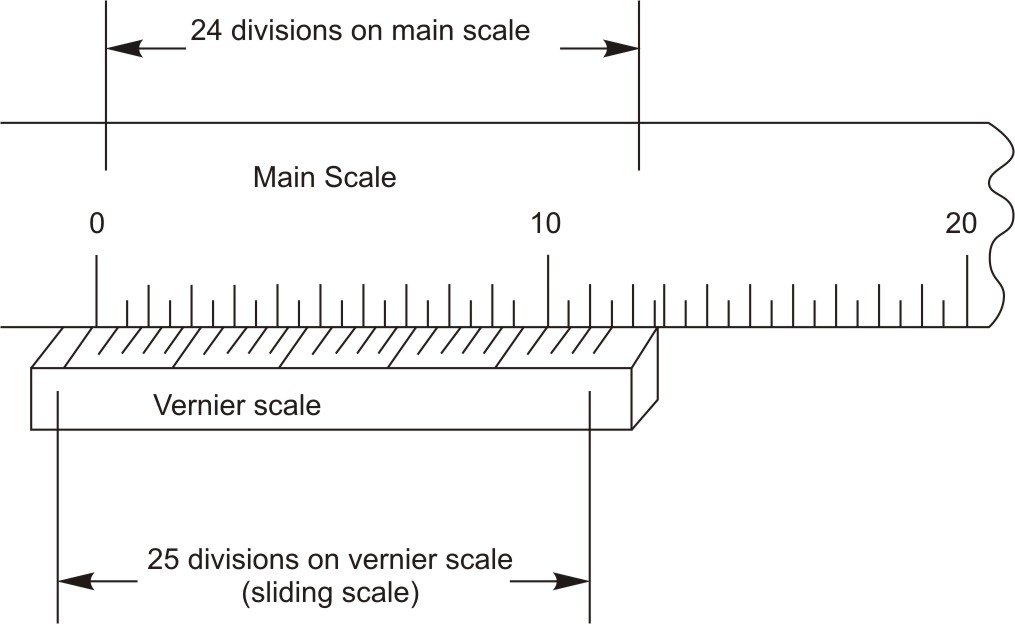 24 divisions on main scale
Main Scale
0 10 20
Vernier scale
25 divisions on vernier scale
(sliding scale)